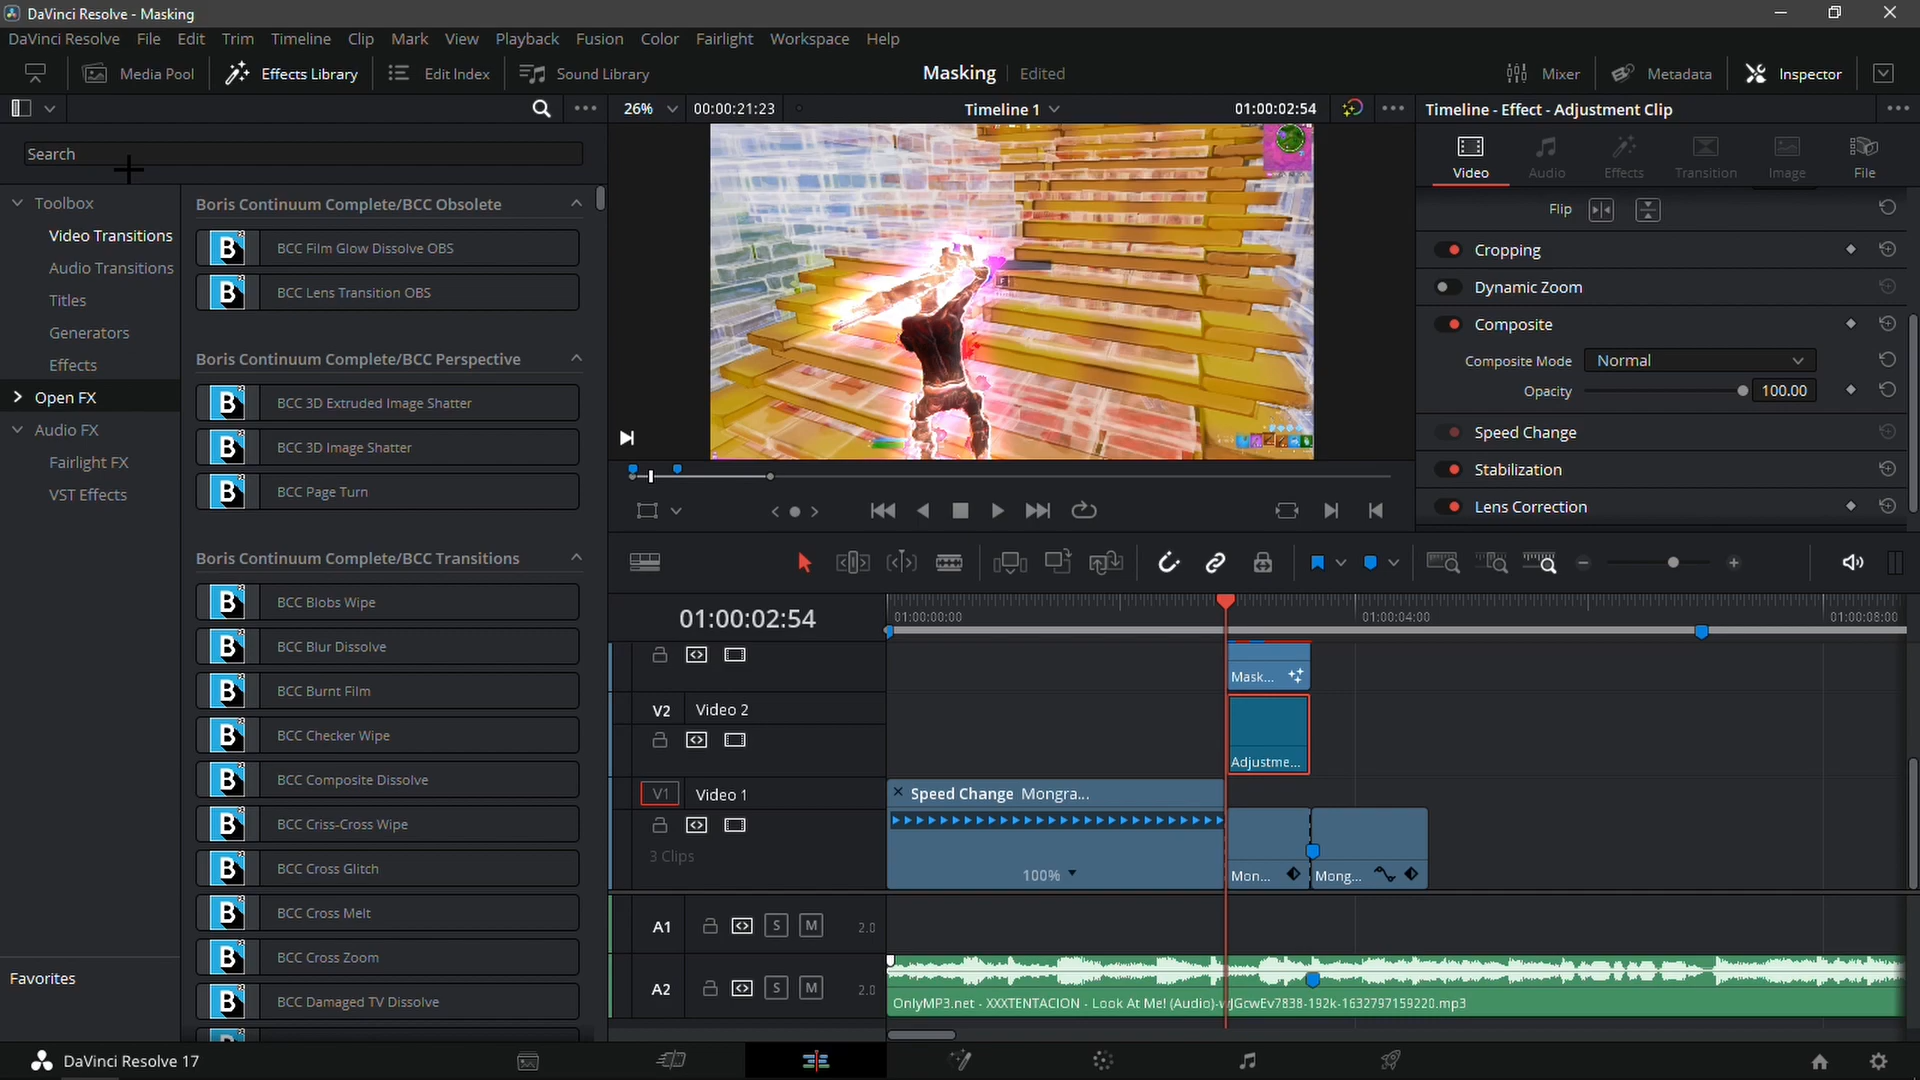 DaVinci Resolve - Masking
DaVinci Resolve File Edit Trim Timeline Clip Mark View Playback Fusion Color Fairlight Workspace Help
Media Pool Effects Library Edit Index Sound Library Masking Edited Mixer Metadata Inspector
26% 00:00:21:23 Timeline 1 01:00:02:54 Timeline - Effect - Adjustment Clip
Search
Video Audio Effects Transition Image File
Toolbox
Video Transitions
Audio Transitions
Titles
Generators
Effects
Open FX
Audio FX
Fairlight FX
VST Effects
Favorites
Boris Continuum Complete/BCC Obsolete
B BCC Film Glow Dissolve OBS
B BCC Lens Transition OBS
Boris Continuum Complete/BCC Perspective
B BCC 3D Extruded Image Shatter
B BCC 3D Image Shatter
B BCC Page Turn
Boris Continuum Complete/BCC Transitions
B BCC Blobs Wipe
B BCC Blur Dissolve
B BCC Burnt Film
B BCC Checker Wipe
B BCC Composite Dissolve
B BCC Criss-Cross Wipe
B BCC Cross Glitch
B BCC Cross Melt
B BCC Cross Zoom
B BCC Damaged TV Dissolve
F
Flip
Cropping
Dynamic Zoom
Composite
Composite Mode Normal
Opacity 100.00
Speed Change
Stabilization
Lens Correction
01:00:02:54
01:00:00:00 01:00:04:00 01:00:08:00
Mask...
V2 Video 2
Adjustme...
V1 Video 1
Speed Change Mongra...
3 Clips
100% Mon... Mong...
A1 S M 2.0
A2 S M 2.0
OnlyMP3.net - XXXTENTACION - Look At Me! (Audio)-wJGcwEv7838-192k-1632797159220.mp3
DaVinci Resolve 17